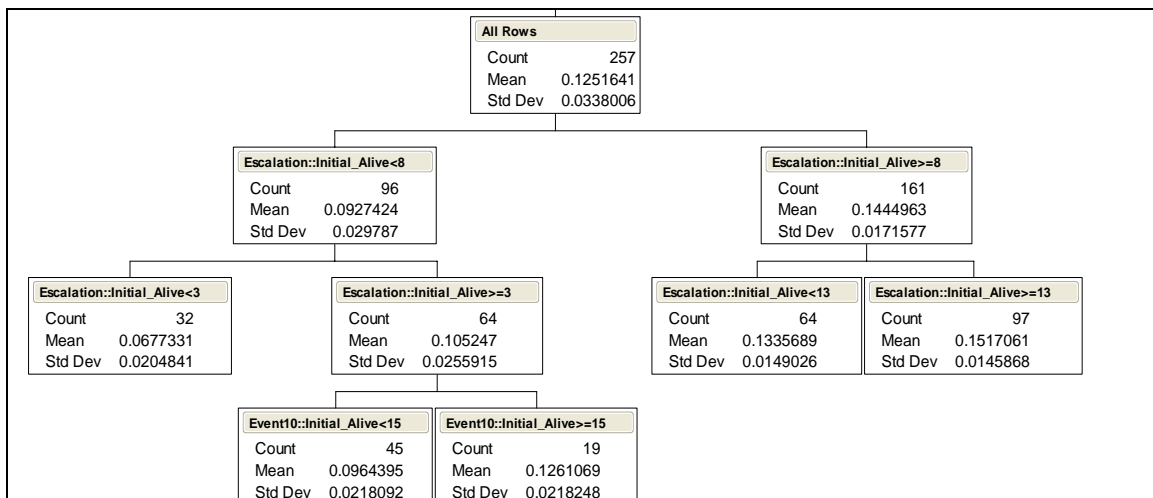 All Rows
Count 257
Mean 0.1251641
Std Dev 0.0338006
Escalation::Initial_Alive<8
Count 96
Mean 0.0927424
Std Dev 0.029787
Escalation::Initial_Alive>=8
Count 161
Mean 0.1444963
Std Dev 0.0171577
Escalation::Initial_Alive<3
Count 32
Mean 0.0677331
Std Dev 0.0204841
Escalation::Initial_Alive>=3
Count 64
Mean 0.105247
Std Dev 0.0255915
Escalation::Initial_Alive<13
Count 64
Mean 0.1335689
Std Dev 0.0149026
Escalation::Initial_Alive>=13
Count 97
Mean 0.1517061
Std Dev 0.0145868
Event10::Initial_Alive<15
Count 45
Mean 0.0964395
Std Dev 0.0218092
Event10::Initial_Alive>=15
Count 19
Mean 0.1261069
Std Dev 0.0218248